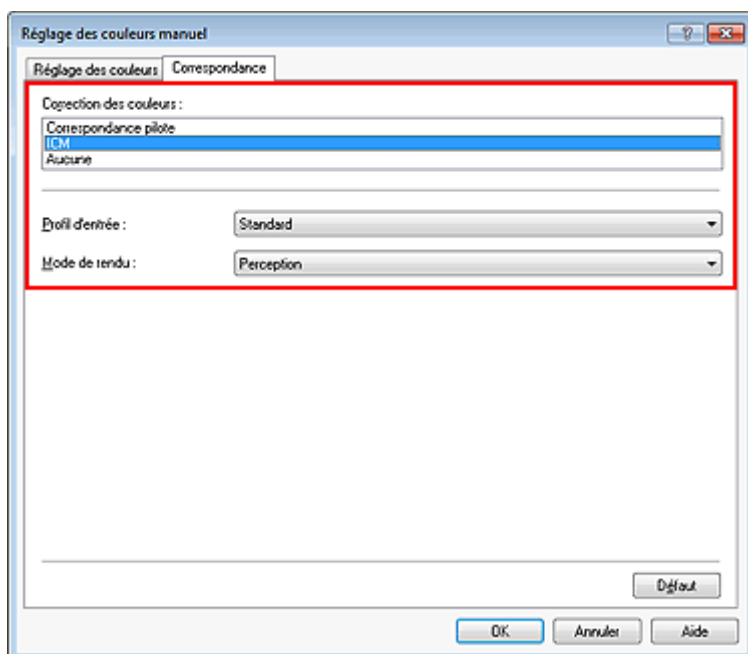 Réglage des couleurs manuel
Réglage des couleurs Correspondance
Correction des couleurs :
Correspondance pilote
ICM
Aucune
Profil d'entrée : Standard
Mode de rendu : Perception
Défaut
OK Annuler Aide